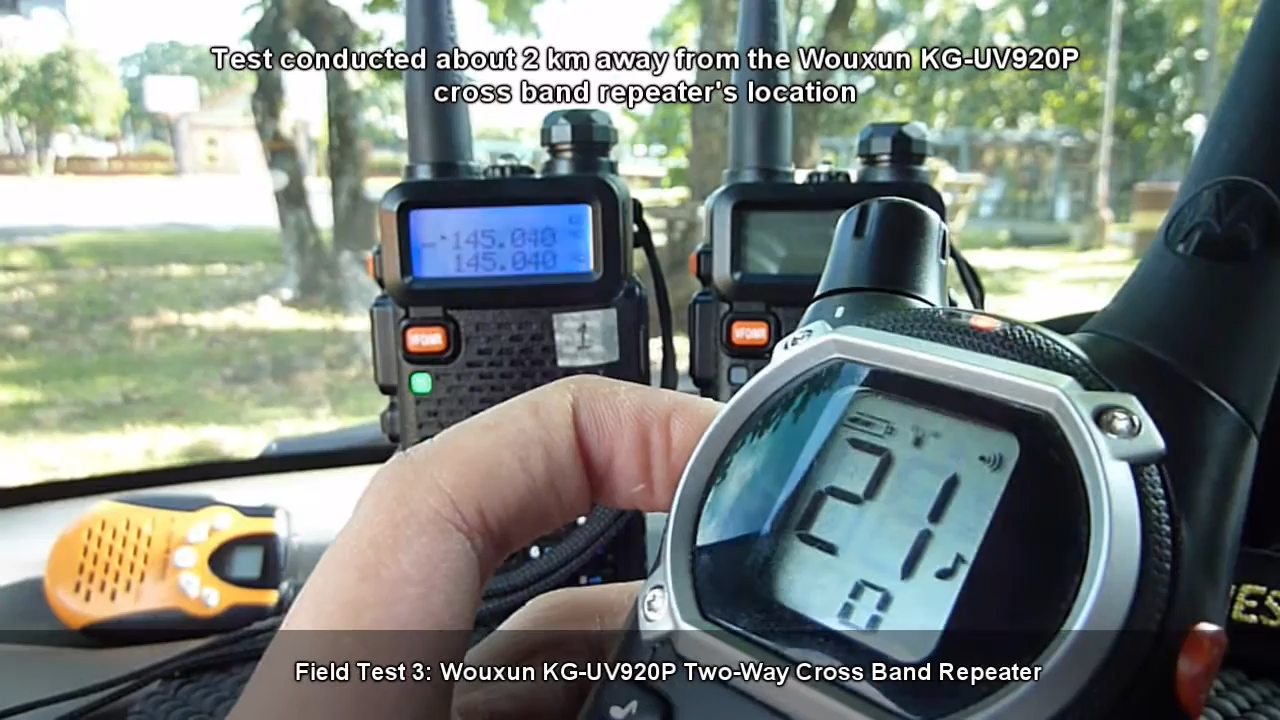 Test conducted about 2 km away from the Wouxun KG-UV920P
cross band repeater's location
145.040
145.040
VFO/MR
VFO/MR
1
21
0
ES
Field Test 3: Wouxun KG-UV920P Two-Way Cross Band Repeater